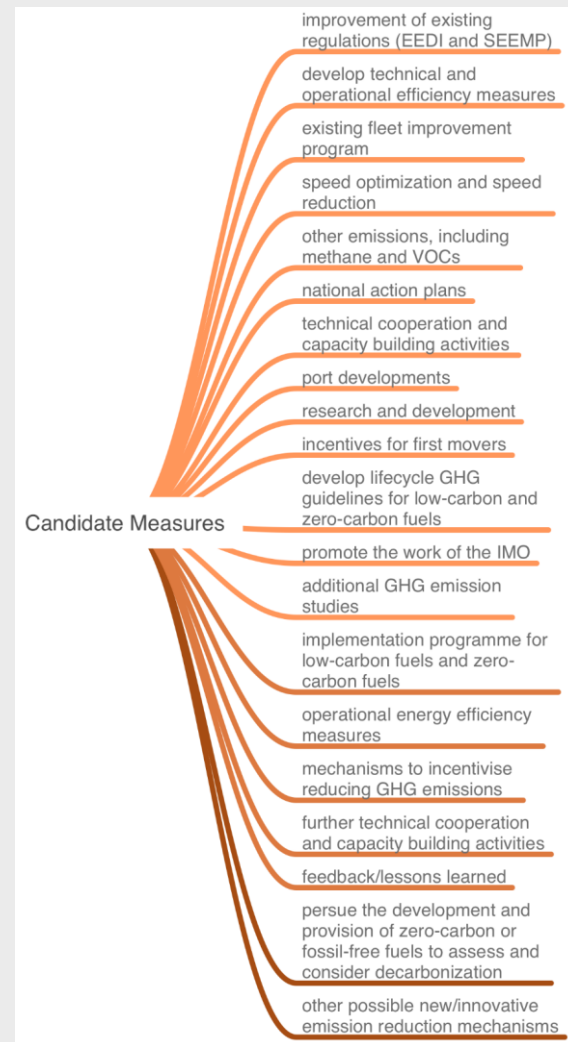 improvement of existing
regulations (EEDI and SEEMP)
develop technical and
operational efficiency measures
existing fleet improvement
program
speed optimization and speed
reduction
other emissions, including
methane and VOCs
national action plans
technical cooperation and
capacity building activities
port developments
research and development
incentives for first movers
develop lifecycle GHG
guidelines for low-carbon and
zero-carbon fuels
Candidate Measures
promote the work of the IMO
additional GHG emission
studies
implementation programme for
low-carbon fuels and zero-
carbon fuels
operational energy efficiency
measures
mechanisms to incentivise
reducing GHG emissions
further technical cooperation
and capacity building activities
feedback/lessons learned
persue the development and
provision of zero-carbon or
fossil-free fuels to assess and
consider decarbonization
other possible new/innovative
emission reduction mechanisms